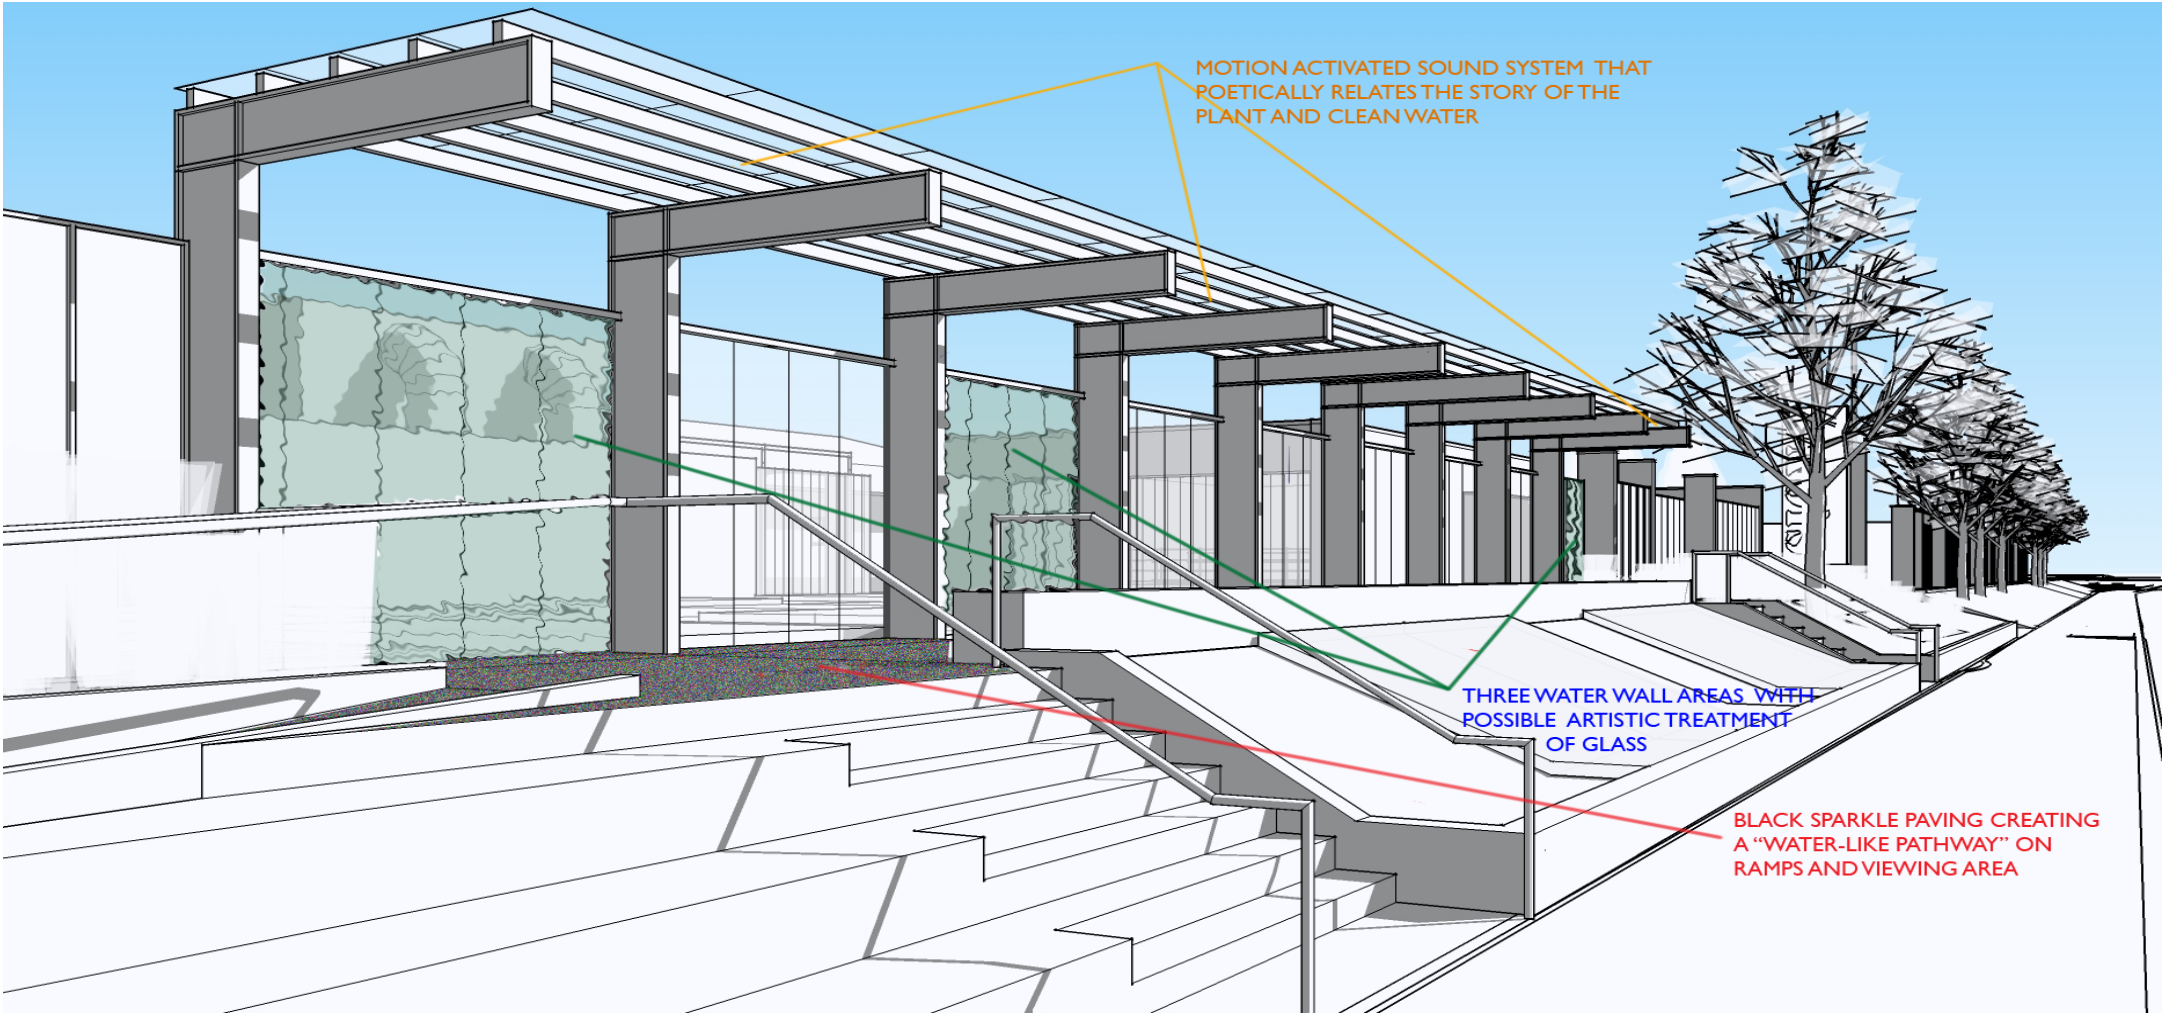 MOTION ACTIVATED SOUND SYSTEM THAT
POETICALLY RELATES THE STORY OF THE
PLANT AND CLEAN WATER
THREE WATER WALL AREAS WITH
POSSIBLE ARTISTIC TREATMENT
OF GLASS
BLACK SPARKLE PAVING CREATING
A “WATER-LIKE PATHWAY” ON
RAMPS AND VIEWING AREA